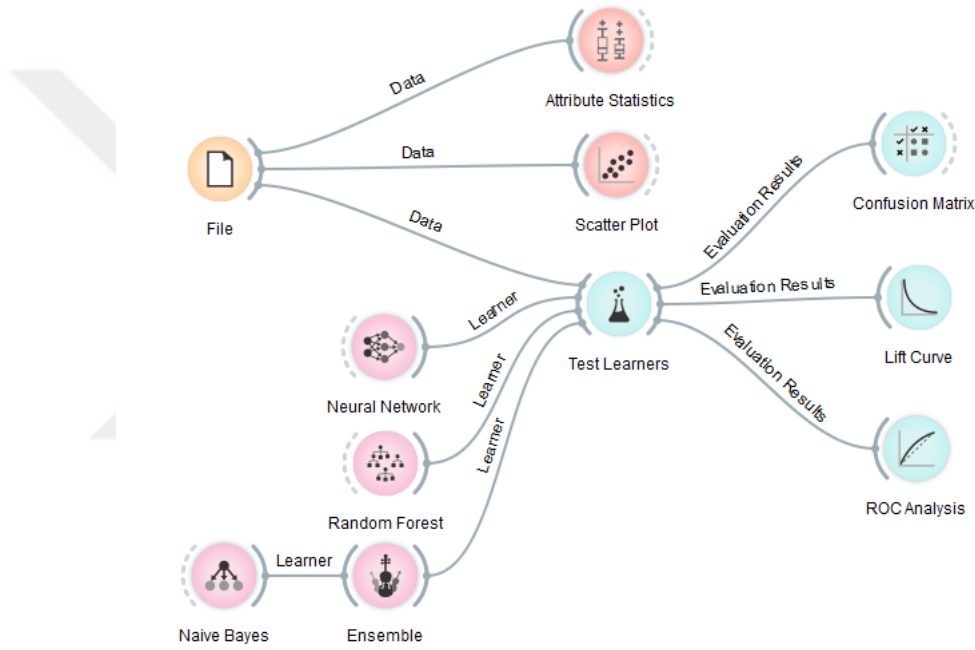 Data
Attribute Statistics
Data
File
Scatter Plot
Data
Evaluation Results
Confusion Matrix
Evaluation Results
Learner
Test Learners
Lift Curve
Neural Network
Learner
Evaluation Results
Learner
Random Forest
ROC Analysis
Learner
Naive Bayes
Ensemble